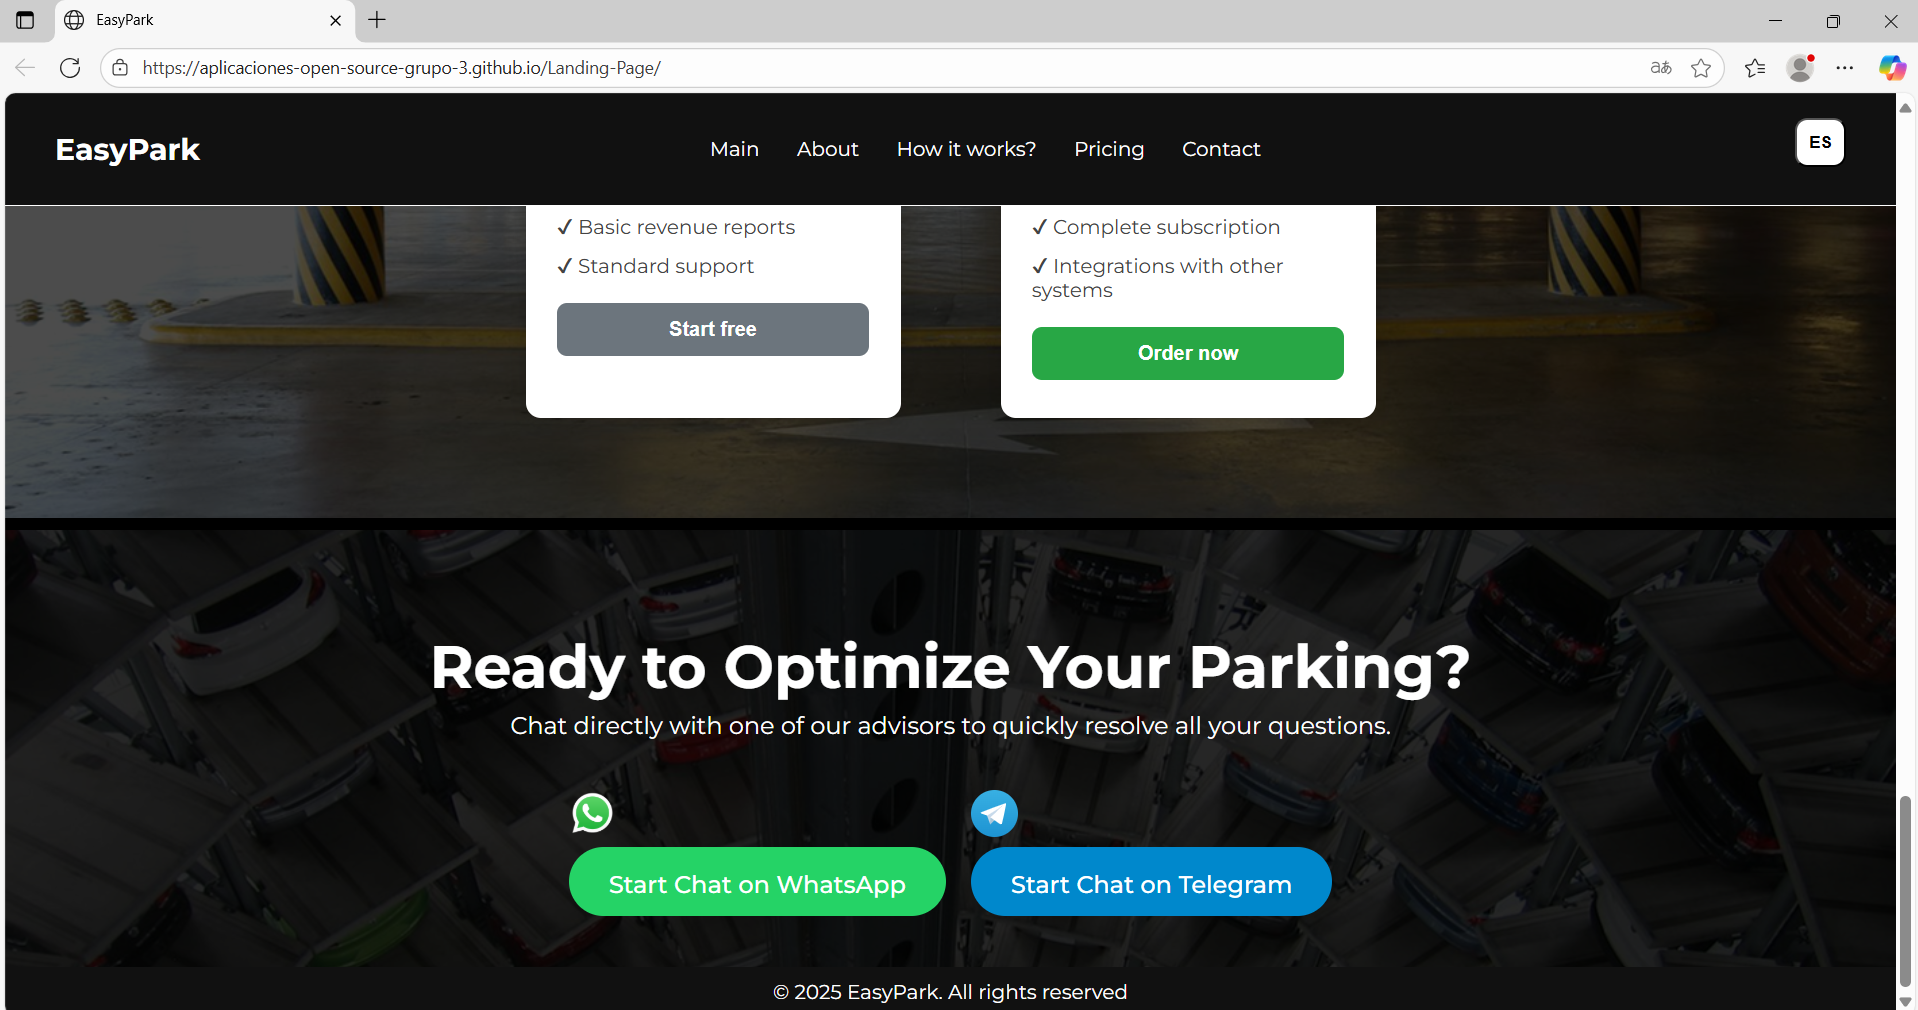 EasyPark
https://aplicaciones-open-source-grupo-3.github.io/Landing-Page/
EasyPark
Main About How it works? Pricing Contact
ES
✓ Basic revenue reports
✓ Standard support
Start free
✓ Complete subscription
✓ Integrations with other
systems
Order now
Ready to Optimize Your Parking?
Chat directly with one of our advisors to quickly resolve all your questions.
Start Chat on WhatsApp
Start Chat on Telegram
© 2025 EasyPark. All rights reserved